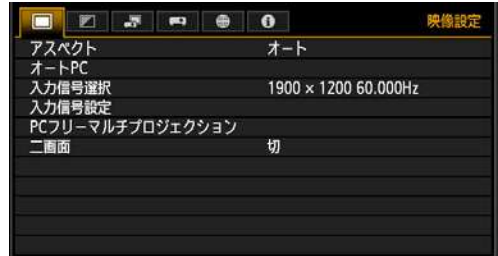 映像設定
アスペクト オート
オートPC
入力信号選択 1900 × 1200 60.000Hz
入力信号設定
PCフリーマルチプロジェクション
二画面 切